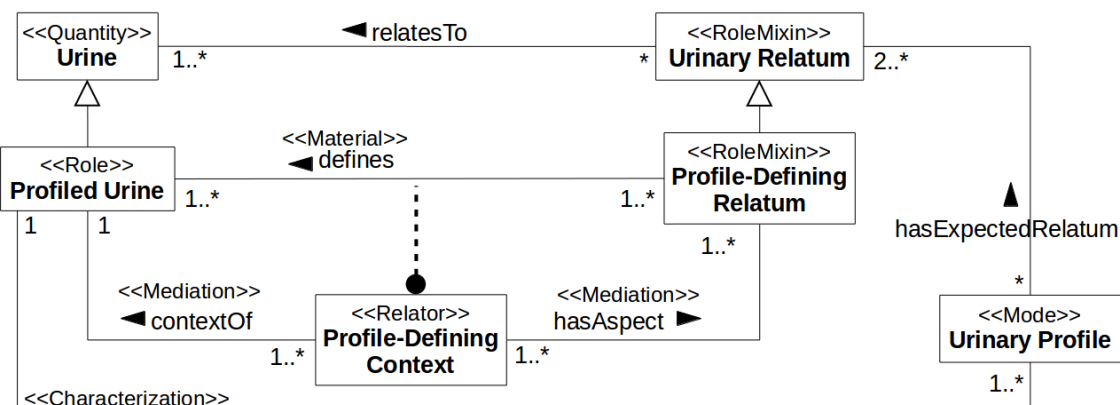 <<Quantity>>
Urine
1..*
◄ relatesTo
*
<<RoleMixin>>
Urinary Relatum
2..*
<<Role>>
Profiled Urine
1..*
<<Material>>
◄ defines
1..*
<<RoleMixin>>
Profile-Defining
Relatum
1..*
1
1
▲
hasExpectedRelatum
*
<<Mediation>>
◄ contextOf
1..*
<<Relator>>
Profile-Defining
Context
1..*
<<Mediation>>
hasAspect ►
<<Mode>>
Urinary Profile
1..*
<<Characterization>>